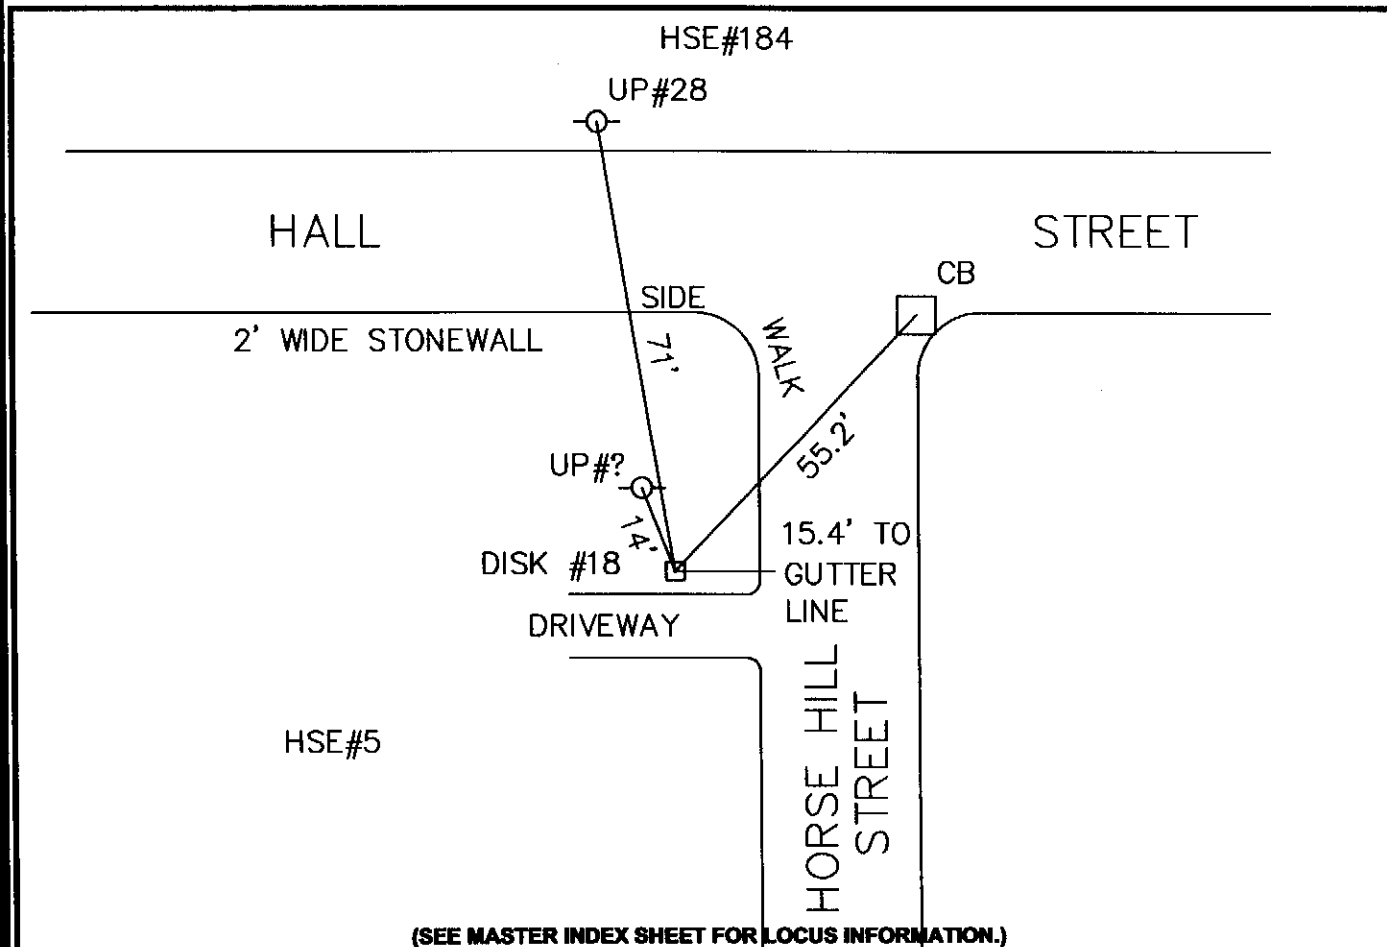 HSE#184
UP#28
HALL STREET
CB
SIDE
WALK
2' WIDE STONEWALL
71'
55.2'
UP#?
14'
DISK #18
15.4' TO
GUTTER
LINE
DRIVEWAY
HORSE HILL
STREET
HSE#5
(SEE MASTER INDEX SHEET FOR LOCUS INFORMATION.)